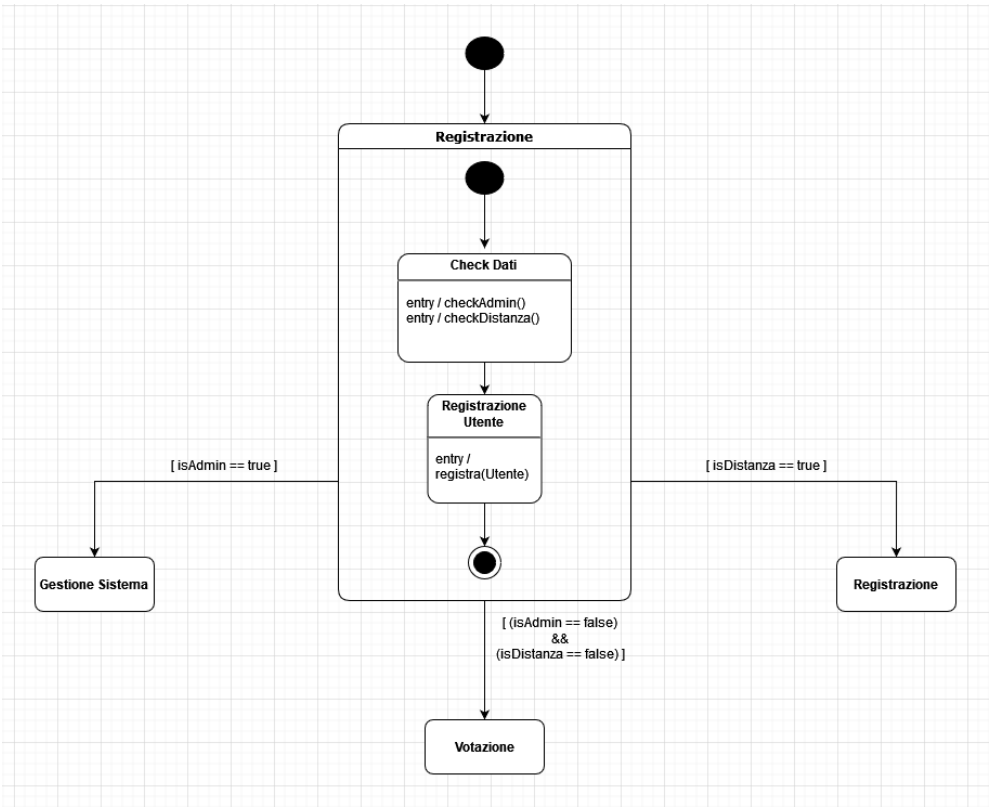 Registrazione
Check Dati
entry / checkAdmin()
entry / checkDistanza()
Registrazione
Utente
entry /
registra(Utente)
[ isAdmin == true ]
[ isDistanza == true ]
Gestione Sistema
Registrazione
[ (isAdmin == false)
&&
(isDistanza == false) ]
Votazione